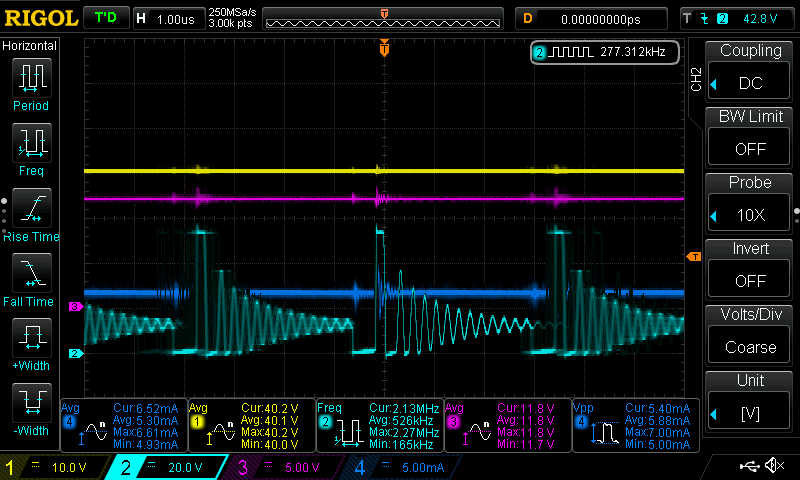 RIGOL T'D H 1.00us 250MSa/s 3.00k pts T D 0.00000000ps T 2 42.8 V
Horizontal
Period
Freq
Rise Time
Fall Time
+Width
-Width
T
2 277.312kHz
T
3
2
CH2
Coupling
DC
BW Limit
OFF
Probe
10X
Invert
OFF
Volts/Div
Coarse
Unit
[V]
Avg 4 n Cur:6.52mA
Avg:5.30mA
Max:6.61mA
Min:4.93mA
Avg 1 n Cur:40.2 V
Avg:40.1 V
Max:40.2 V
Min:40.0 V
Freq 2 Cur:2.13MHz
Avg:526kHz
Max:2.27MHz
Min:165kHz
Avg 3 n Cur:11.8 V
Avg:11.8 V
Max:11.8 V
Min:11.7 V
Vpp 4 Cur:5.40mA
Avg:5.88mA
Max:7.00mA
Min:5.00mA
1 10.0 V 2 20.0 V 3 5.00 V 4 5.00mA